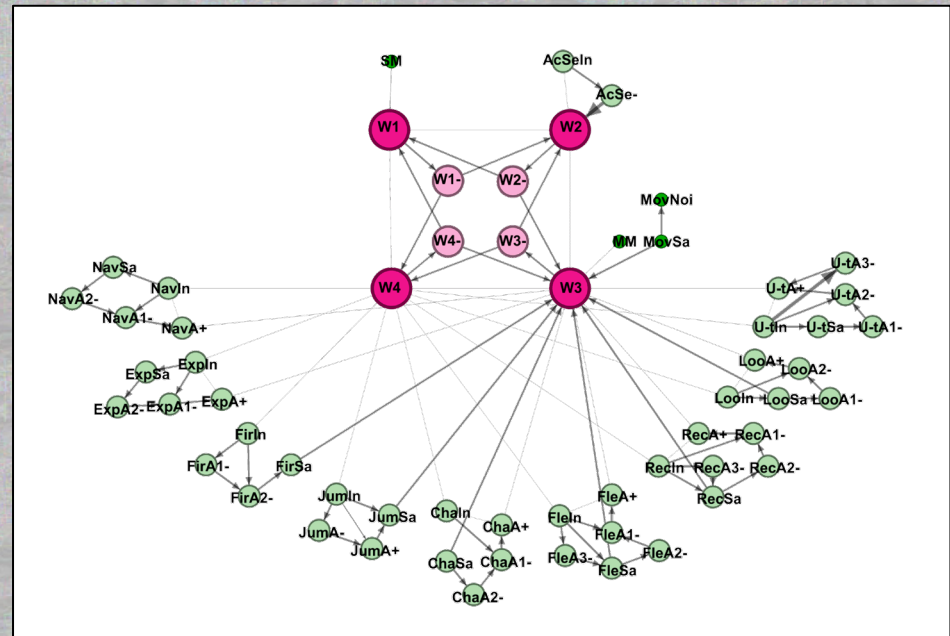 SM
AcSeIn
AcSe-
W1
W2
W1-
W2-
MovNoi
W4-
W3-
MM
MovSa
W4
W3
NavSa
NavIn
NavA2-
NavA1-
NavA+
U-tA3-
U-tA+
U-tA2-
U-tIn
U-tSa
U-tA1-
ExpIn
ExpSa
ExpA2-
ExpA1-
ExpA+
LooA+
LooA2-
LooIn
LooSa
LooA1-
FirIn
FirA1-
FirSa
FirA2-
RecA+
RecA1-
RecIn
RecA3-
RecA2-
RecSa
JumIn
JumSa
JumA-
JumA+
ChaIn
ChaA+
ChaSa
ChaA1-
ChaA2-
FleA+
FleIn
FleA1-
FleA3-
FleA2-
FleSa